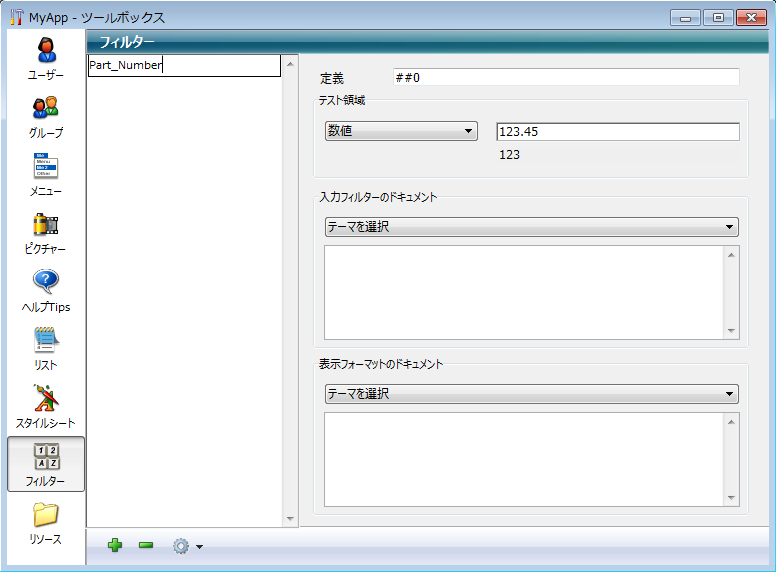 MyApp - ツールボックス
ユーザー
グループ
メニュー
ピクチャー
ヘルプTips
リスト
スタイルシート
フィルター
リソース
フィルター
Part_Number
定義
##0
テスト領域
数値
123.45
123
入力フィルターのドキュメント
テーマを選択
表示フォーマットのドキュメント
テーマを選択